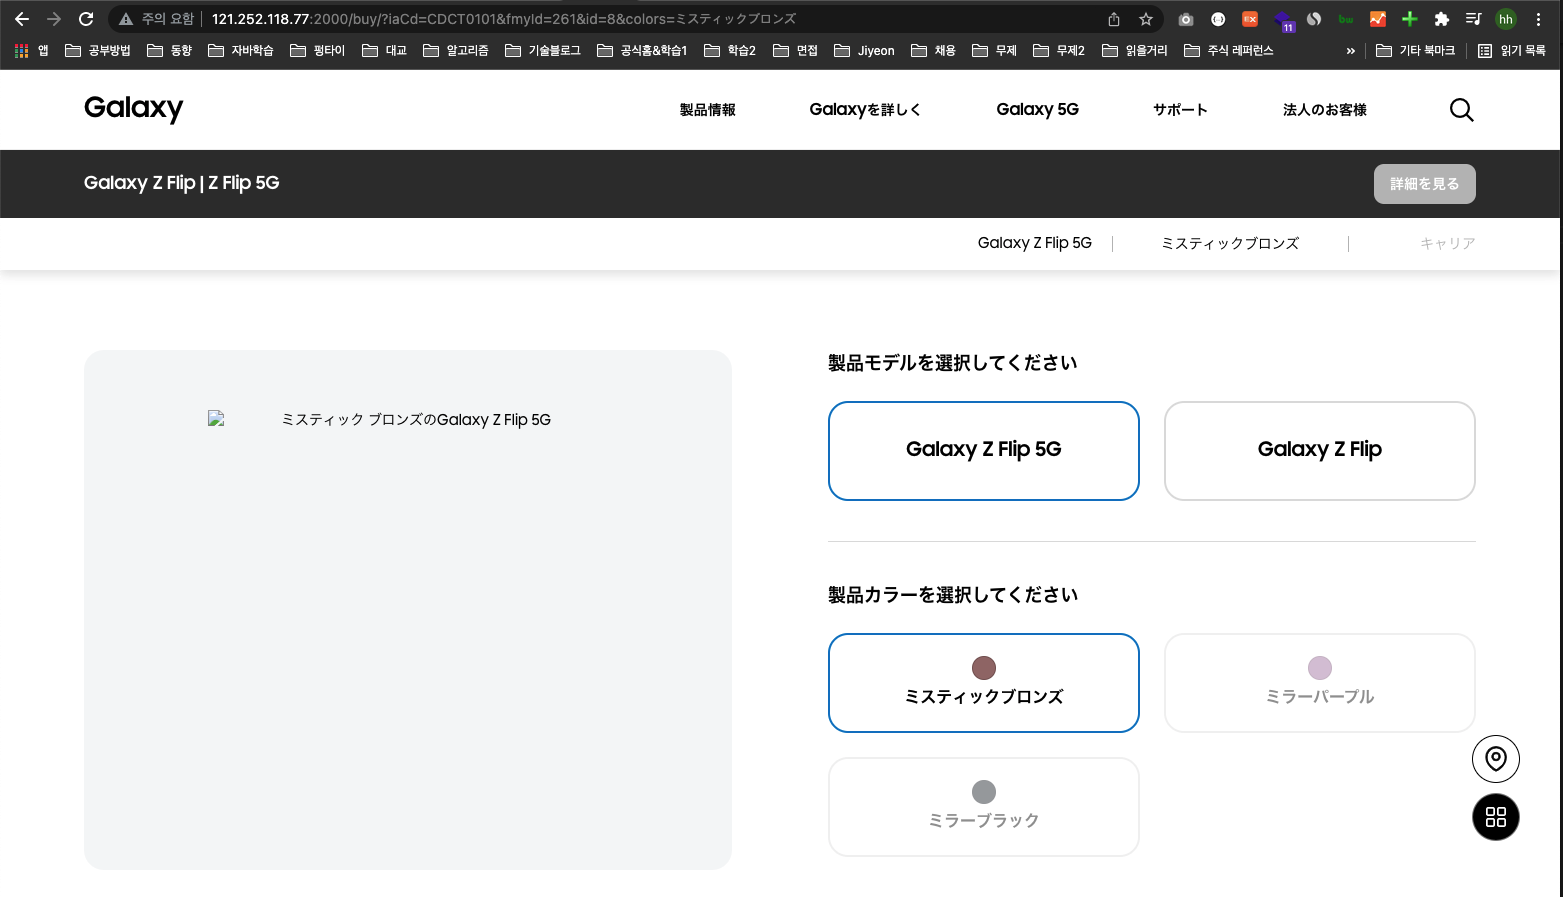 주의 요함 121.252.118.77:2000/buy/?iaCd=CDCT0101&fmyId=261&id=8&colors=ミスティックブロンズ
11
hh
앱 공부방법 동향 자바학습 펑타이 대교 알고리즘 기술블로그 공식홈&학습1 학습2 면접 Jiyeon 채용 무제 무제2 읽을거리 주식 레퍼런스 » 기타 북마크 읽기 목록
Galaxy 製品情報 Galaxyを詳しく Galaxy 5G サポート 法人のお客様
Galaxy Z Flip | Z Flip 5G 詳細を見る
Galaxy Z Flip 5G ミスティックブロンズ キャリア
ミスティック ブロンズのGalaxy Z Flip 5G
製品モデルを選択してください
Galaxy Z Flip 5G Galaxy Z Flip
製品カラーを選択してください
ミスティックブロンズ ミラーパープル
ミラーブラック